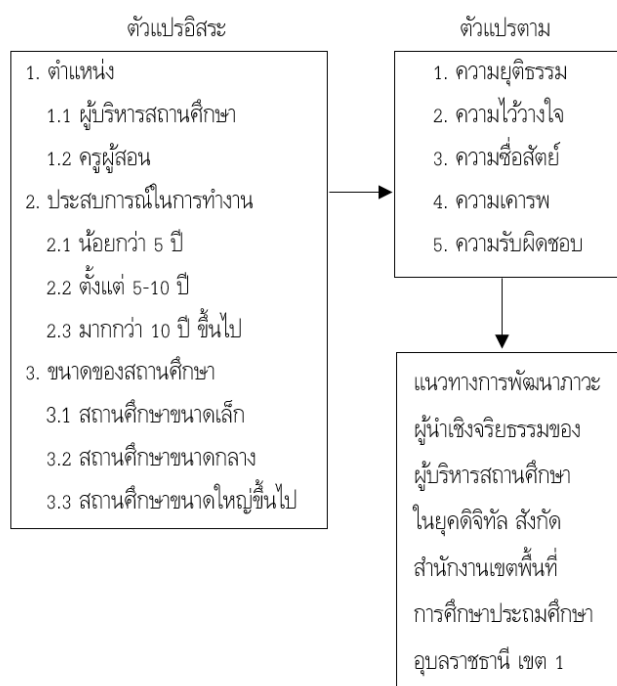 ตัวแปรอิสระ
1. ตำแหน่ง
1.1 ผู้บริหารสถานศึกษา
1.2 ครูผู้สอน
2. ประสบการณ์ในการทำงาน
2.1 น้อยกว่า 5 ปี
2.2 ตั้งแต่ 5-10 ปี
2.3 มากกว่า 10 ปี ขึ้นไป
3. ขนาดของสถานศึกษา
3.1 สถานศึกษาขนาดเล็ก
3.2 สถานศึกษาขนาดกลาง
3.3 สถานศึกษาขนาดใหญ่ขึ้นไป
ตัวแปรตาม
1. ความยุติธรรม
2. ความไว้วางใจ
3. ความซื่อสัตย์
4. ความเคารพ
5. ความรับผิดชอบ
แนวทางการพัฒนาภาวะ
ผู้นำเชิงจริยธรรมของ
ผู้บริหารสถานศึกษา
ในยุคดิจิทัล สังกัด
สำนักงานเขตพื้นที่
การศึกษาประถมศึกษา
อุบลราชธานี เขต 1